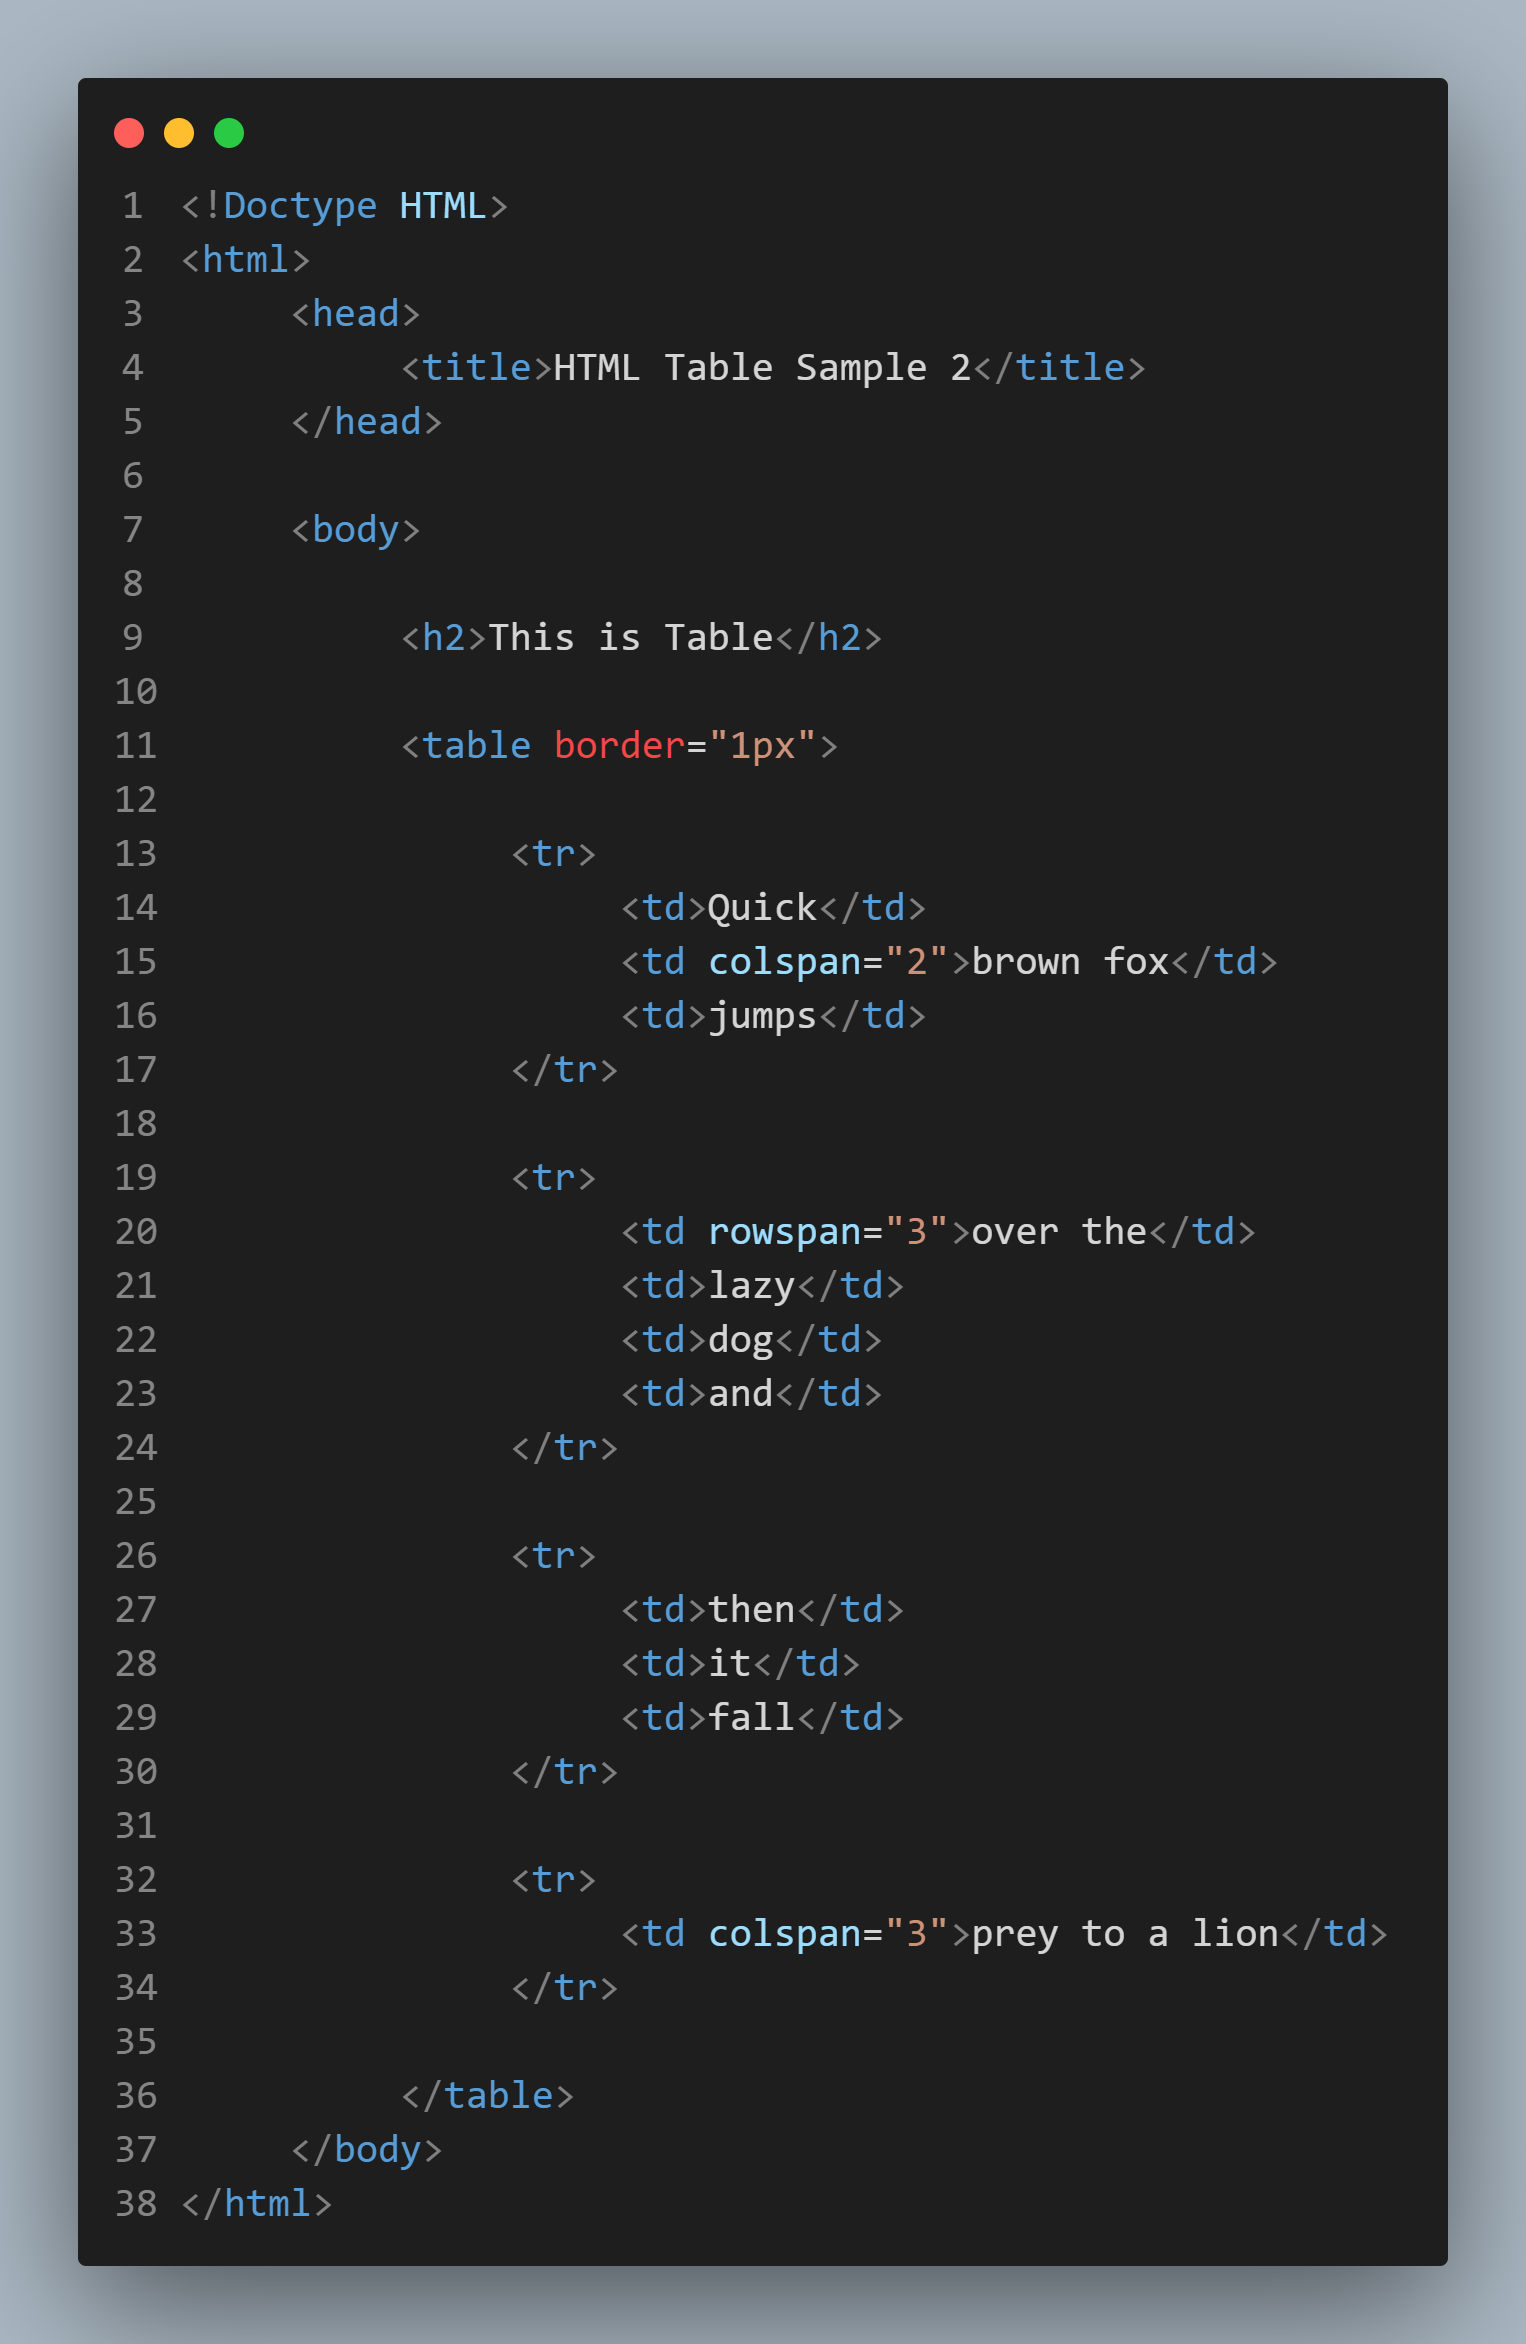 1 <!Doctype HTML>
2 <html>
3      <head>
4           <title>HTML Table Sample 2</title>
5      </head>
6
7      <body>
8
9           <h2>This is Table</h2>
10
11           <table border="1px">
12
13                <tr>
14                     <td>Quick</td>
15                     <td colspan="2">brown fox</td>
16                     <td>jumps</td>
17                </tr>
18
19                <tr>
20                     <td rowspan="3">over the</td>
21                     <td>lazy</td>
22                     <td>dog</td>
23                     <td>and</td>
24                </tr>
25
26                <tr>
27                     <td>then</td>
28                     <td>it</td>
29                     <td>fall</td>
30                </tr>
31
32                <tr>
33                     <td colspan="3">prey to a lion</td>
34                </tr>
35
36           </table>
37      </body>
38 </html>